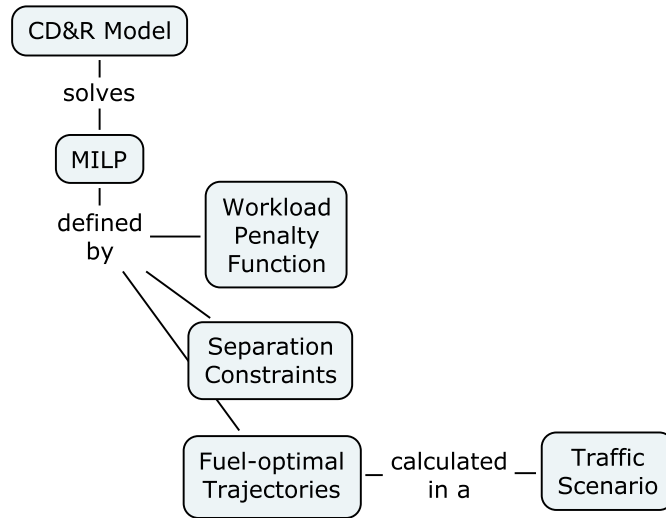 CD&R Model
solves
MILP
defined
by
Workload
Penalty
Function
Separation
Constraints
Fuel-optimal
Trajectories
calculated
in a
Traffic
Scenario